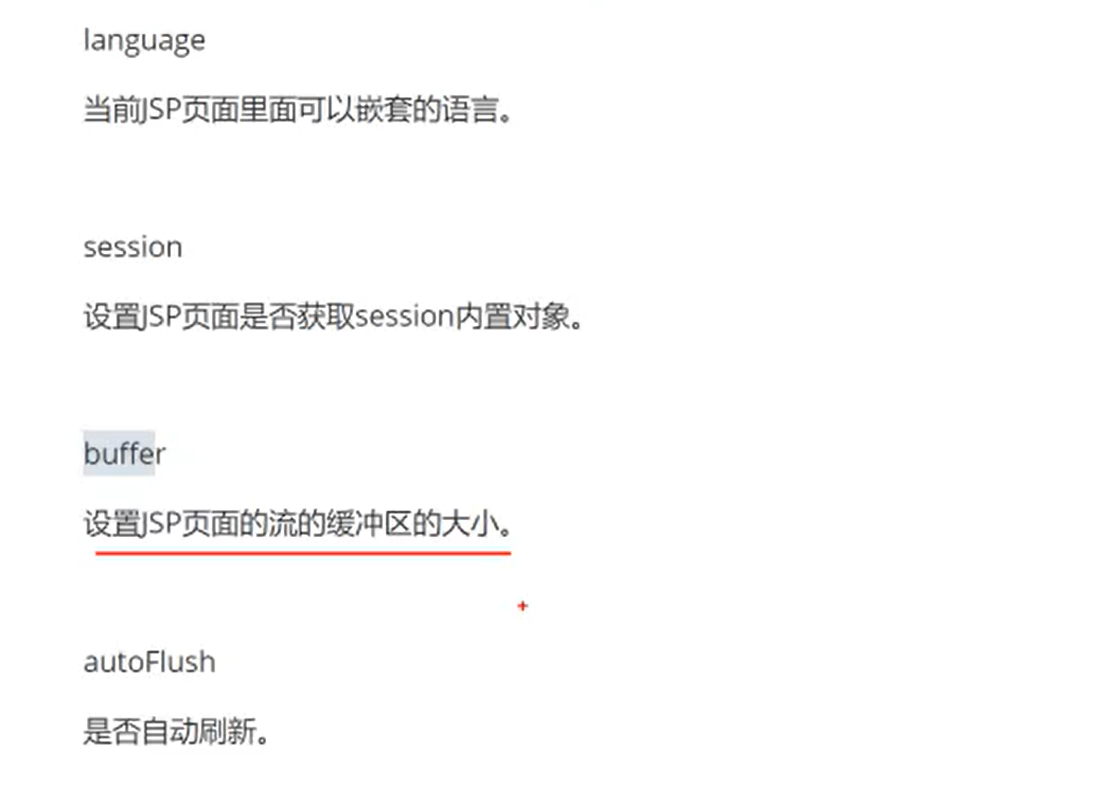 language
当前JSP页面里面可以嵌套的语言。
session
设置JSP页面是否获取session内置对象。
buffer
设置JSP页面的流的缓冲区的大小。
autoFlush
是否自动刷新。